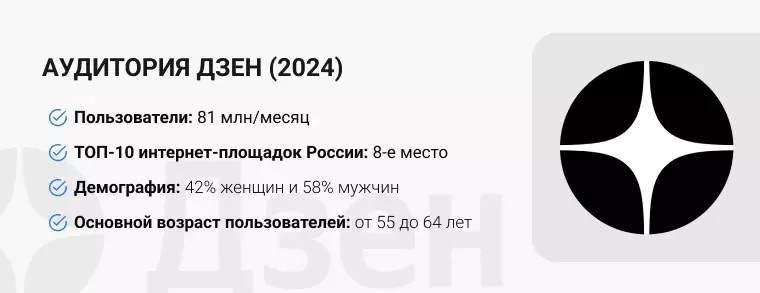 АУДИТОРИЯ ДЗЕН (2024)
Пользователи: 81 млн/месяц
ТОП-10 интернет-площадок России: 8-е место
Демография: 42% женщин и 58% мужчин
Основной возраст пользователей: от 55 до 64 лет
Дзен